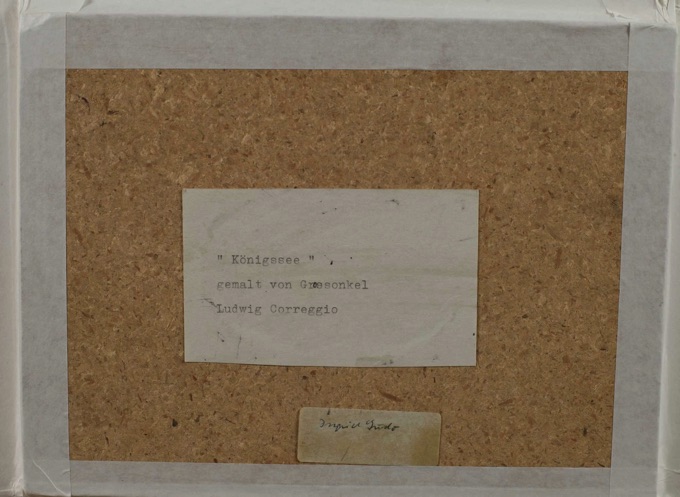 " Königssee "
gemalt von Grosonkel
Ludwig Correggio